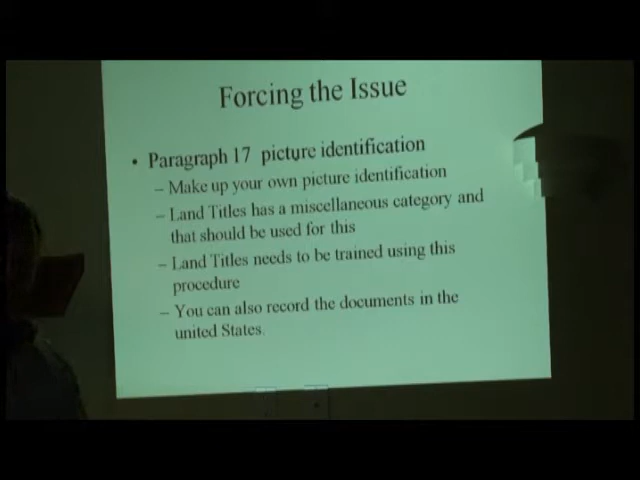 Forcing the Issue
• Paragraph 17 picture identification
– Make up your own picture identification
– Land Titles has a miscellaneous category and
that should be used for this
– Land Titles needs to be trained using this
procedure
– You can also record the documents in the
united States.